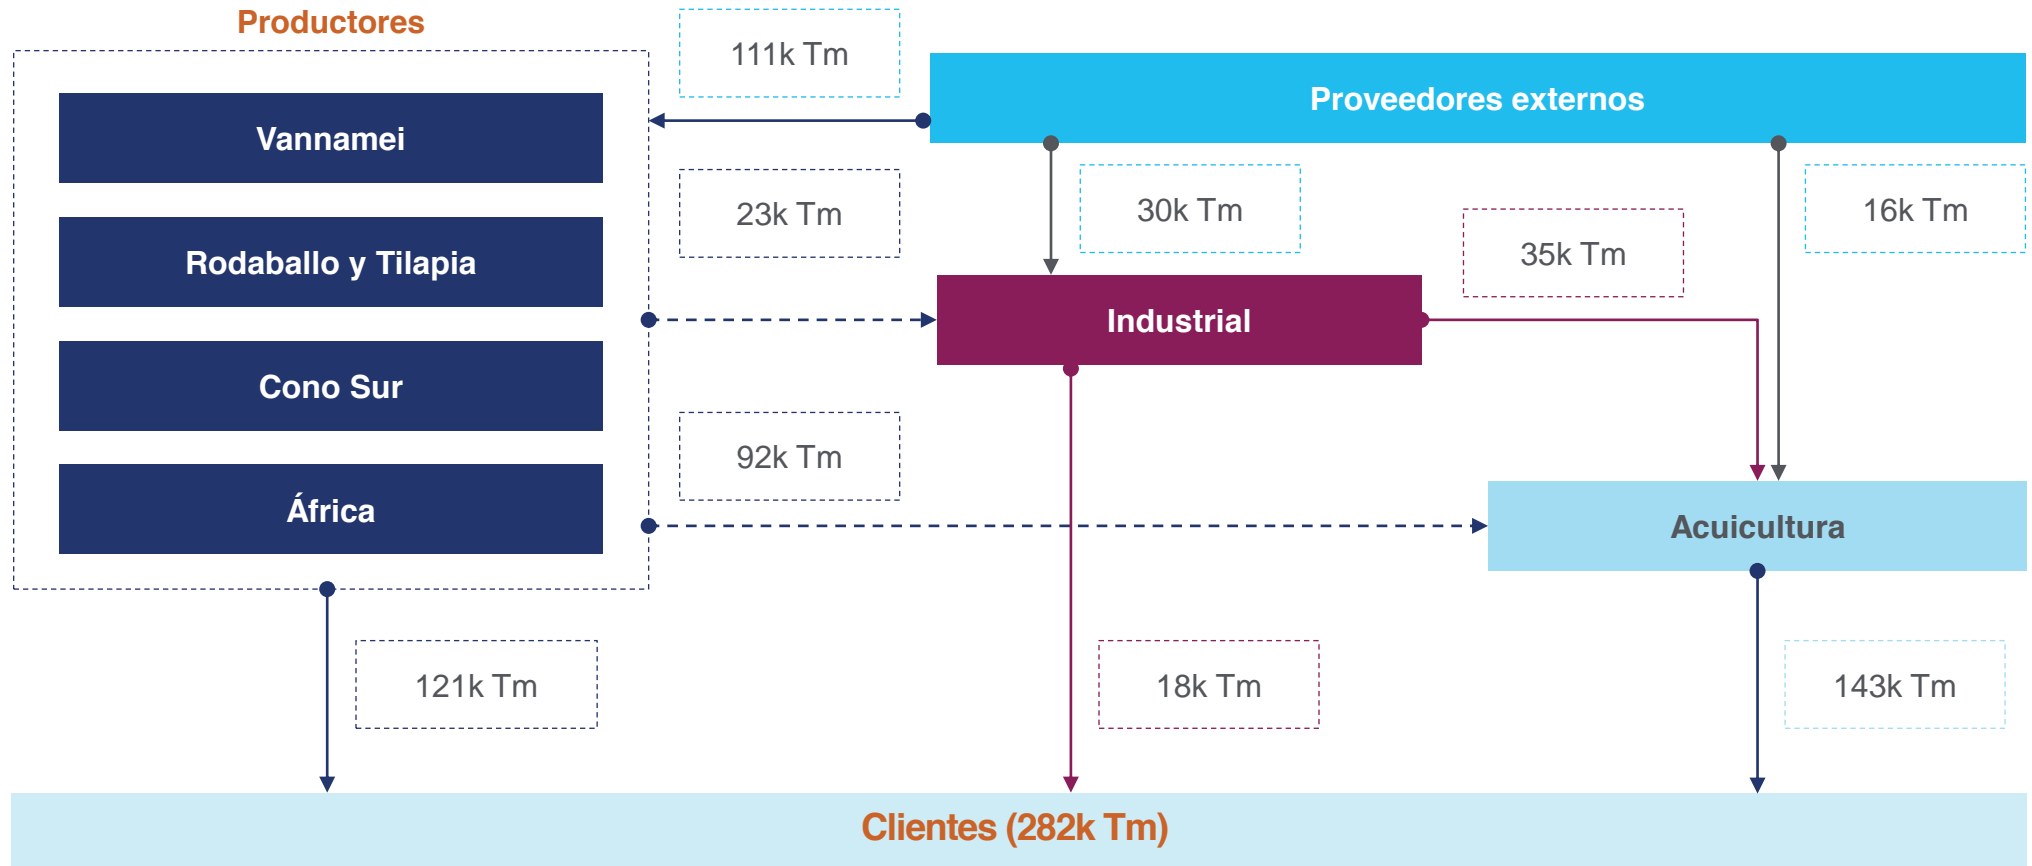 Productores
111k Tm
Proveedores externos
Vannamei
23k Tm
30k Tm
16k Tm
35k Tm
Rodaballo y Tilapia
Industrial
Cono Sur
92k Tm
África
Acuicultura
121k Tm
18k Tm
143k Tm
Clientes (282k Tm)